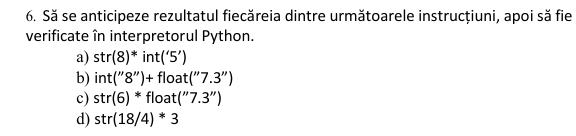 6. Să se anticipeze rezultatul fiecăreia dintre următoarele instrucțiuni, apoi să fie
verificate în interpretorul Python.
a) str(8)* int(‘5’)
b) int(”8”)+ float(”7.3”)
c) str(6) * float(”7.3”)
d) str(18/4) * 3